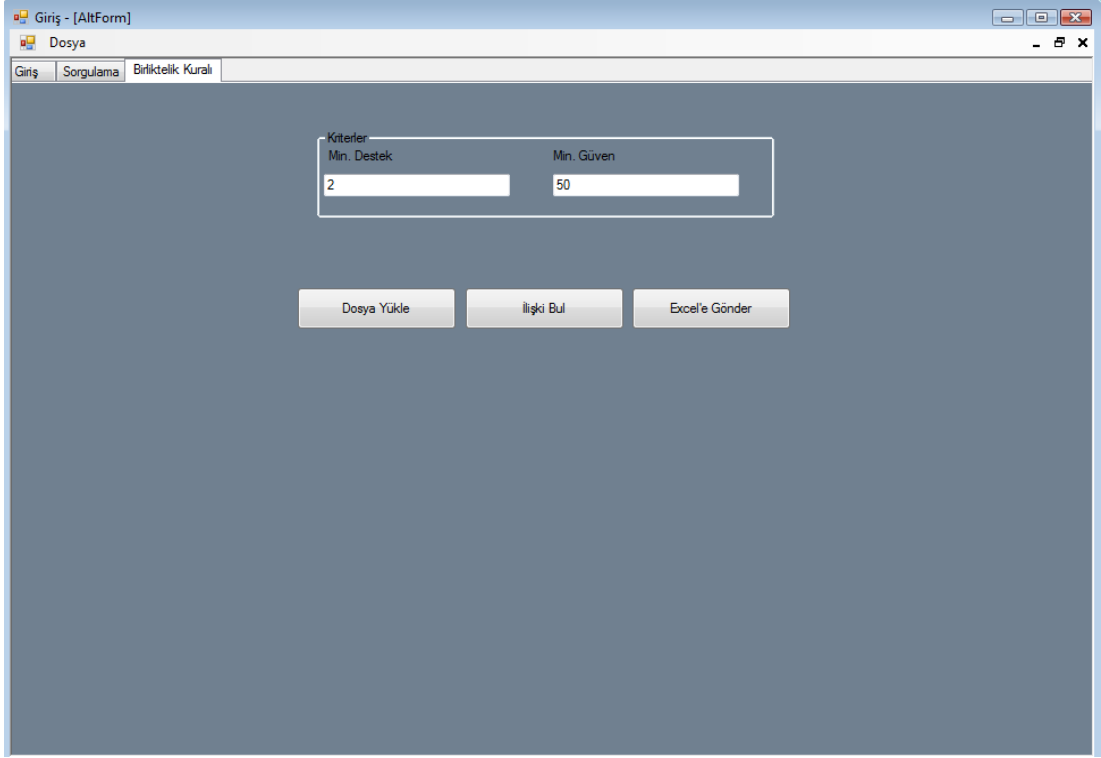 Giriş - [AltForm]
Dosya
Giriş Sorgulama Birliktelik Kuralı
Kriterler
Min. Destek Min. Güven
2 50
Dosya Yükle İlişki Bul Excel'e Gönder